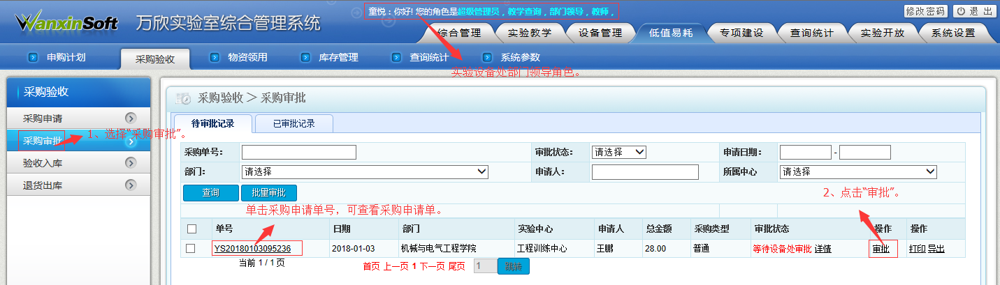 WanxinSoft 万欣实验室综合管理系统
童悦：你好! 您的角色是超级管理员，教学查询，部门领导，教师，
修改密码 退 出
综合管理 实验教学 设备管理 低值易耗 专项建设 查询统计 实验开放 系统设置
申购计划 采购验收 物资领用 库存管理 查询统计 系统参数
实验设备处部门领导角色。
采购验收
采购申请
采购审批
验收入库
退货出库
1、选择“采购审批”。
采购验收 > 采购审批
待审批记录 已审批记录
采购单号： 审批状态： 请选择 申请日期： -
部门： 请选择 申请人： 所属中心 请选择
查询 批量审批
单击采购申请单号，可查看采购申请单。
2、点击“审批”。
单号 日期 部门 实验中心 申请人 总金额 采购类型 审批状态 操作 操作
YS20180103095236 2018-01-03 机械与电气工程学院 工程训练中心 王鹏 28.00 普通 等待设备处审批 详情 审批 打印 导出
当前 1 / 1 页 首页 上一页 1 下一页 尾页 1 跳转